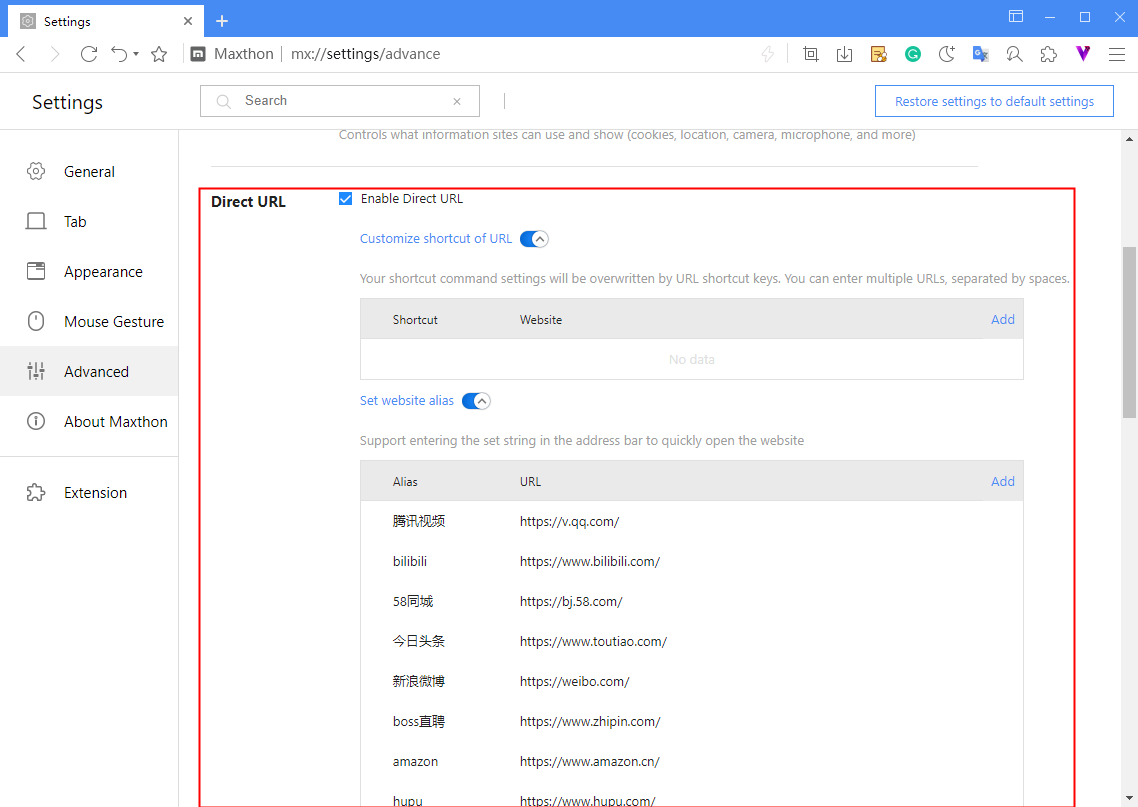 Settings
Maxthon | mx://settings/advance
Settings
Search
Restore settings to default settings
Controls what information sites can use and show (cookies, location, camera, microphone, and more)
General
Tab
Appearance
Mouse Gesture
Advanced
About Maxthon
Extension
Direct URL
Enable Direct URL
Customize shortcut of URL
Your shortcut command settings will be overwritten by URL shortcut keys. You can enter multiple URLs, separated by spaces.
Shortcut Website Add
No data
Set website alias
Support entering the set string in the address bar to quickly open the website
Alias URL Add
腾讯视频 https://v.qq.com/
bilibili https://www.bilibili.com/
58同城 https://bj.58.com/
今日头条 https://www.toutiao.com/
新浪微博 https://weibo.com/
boss直聘 https://www.zhipin.com/
amazon https://www.amazon.cn/
hupu https://www.hupu.com/